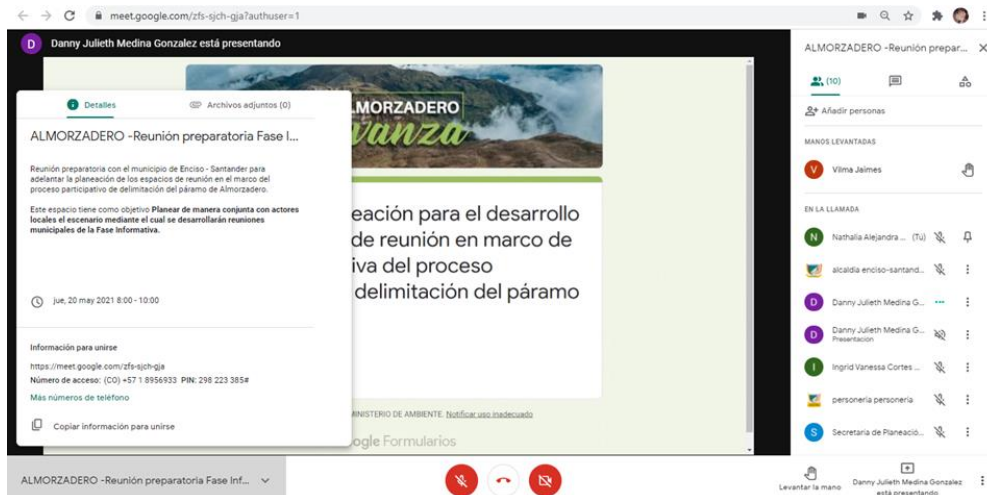 meet.google.com/zfs-sjch-gja?authuser=1
D Danny Julieth Medina Gonzalez está presentando
Detalles
Archivos adjuntos (0)
ALMORZADERO -Reunión preparatoria Fase I...
Reunión preparatoria con el municipio de Enciso - Santander para
adelantar la planeación de los espacios de reunión en el marco del
proceso participativo de delimitación del páramo de Almorzadero.
Este espacio tiene como objetivo Planear de manera conjunta con actores
locales el escenario mediante el cual se desarrollarán reuniones
municipales de la Fase Informativa.
jue, 20 may 2021 8:00 - 10:00
Información para unirse
https://meet.google.com/zfs-sjch-gja
Número de acceso: (CO) +57 1 8956933 PIN: 298 223 385#
Más números de teléfono
Copiar información para unirse
MORZADERO
vanza
eación para el desarrollo
de reunión en marco de
iva del proceso
delimitación del páramo
MINISTERIO DE AMBIENTE. Notificar uso inadecuado
ogle Formularios
ALMORZADERO -Reunión prepar...
(10)
Añadir personas
MANOS LEVANTADAS
V Vilma Jaimes
EN LA LLAMADA
N Nathalia Alejandra ... (Tú)
alcaldía enciso-santand...
D Danny Julieth Medina G...
D Danny Julieth Medina G...
Presentación
I Ingrid Vanessa Cortes ...
personeria personeria
S Secretaria de Planeació...
ALMORZADERO -Reunión preparatoria Fase Inf...
Levantar la mano
Danny Julieth Medina Gonzalez
está presentando